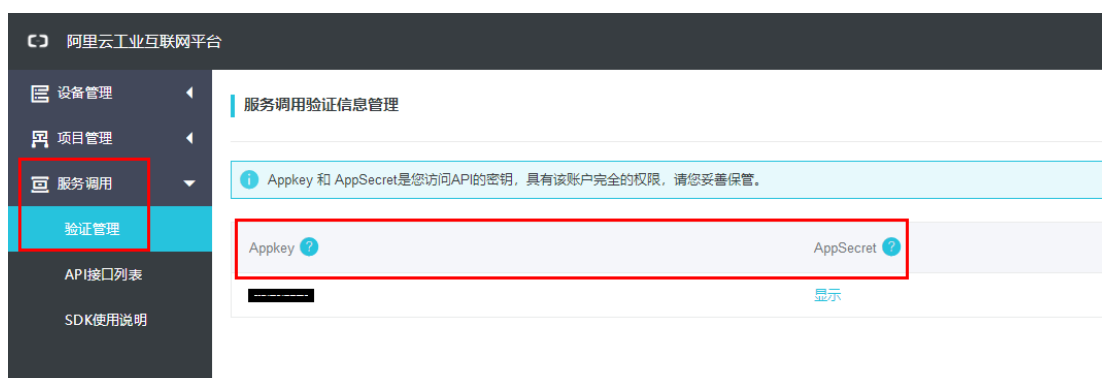 阿里云工业互联网平台
设备管理
项目管理
服务调用
验证管理
API接口列表
SDK使用说明
服务调用验证信息管理
Appkey 和 AppSecret是您访问API的密钥，具有该账户完全的权限，请您妥善保管。
Appkey AppSecret
显示